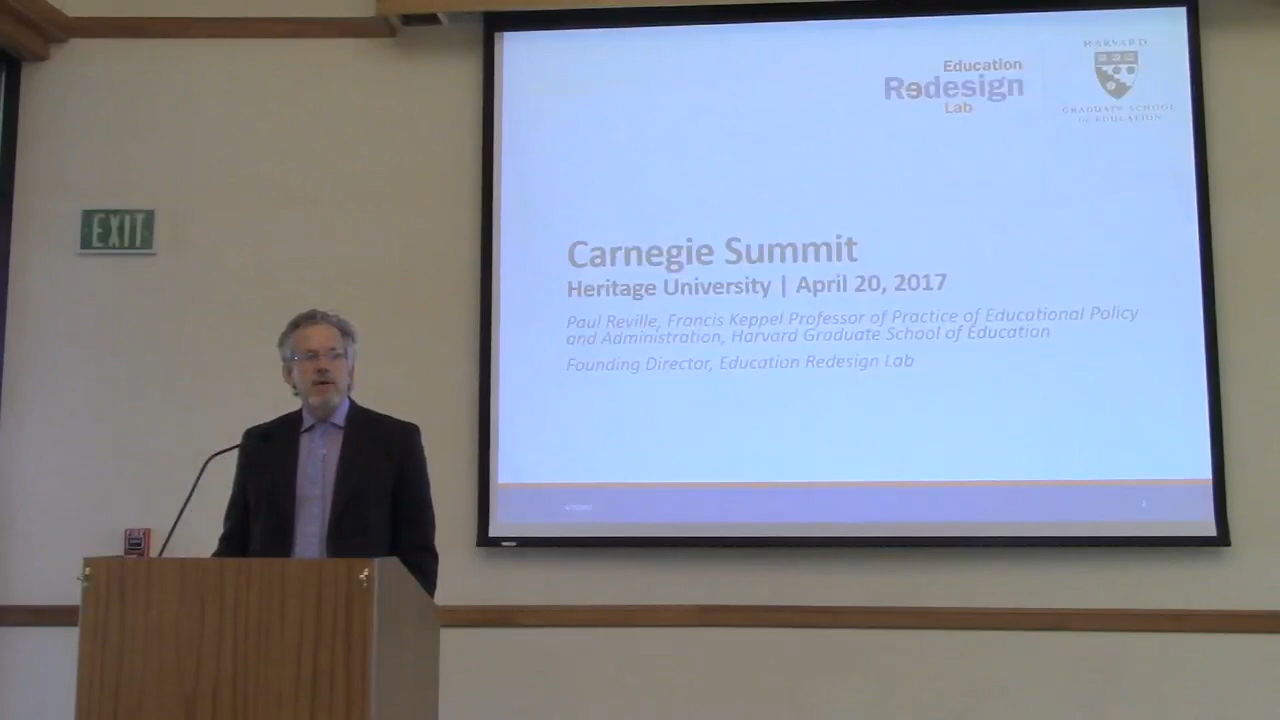 Education
Redesign
Lab
HARVARD
GRADUATE SCHOOL
OF EDUCATION
EXIT
Carnegie Summit
Heritage University | April 20, 2017
Paul Reville, Francis Keppel Professor of Practice of Educational Policy
and Administration, Harvard Graduate School of Education
Founding Director, Education Redesign Lab
FIRE